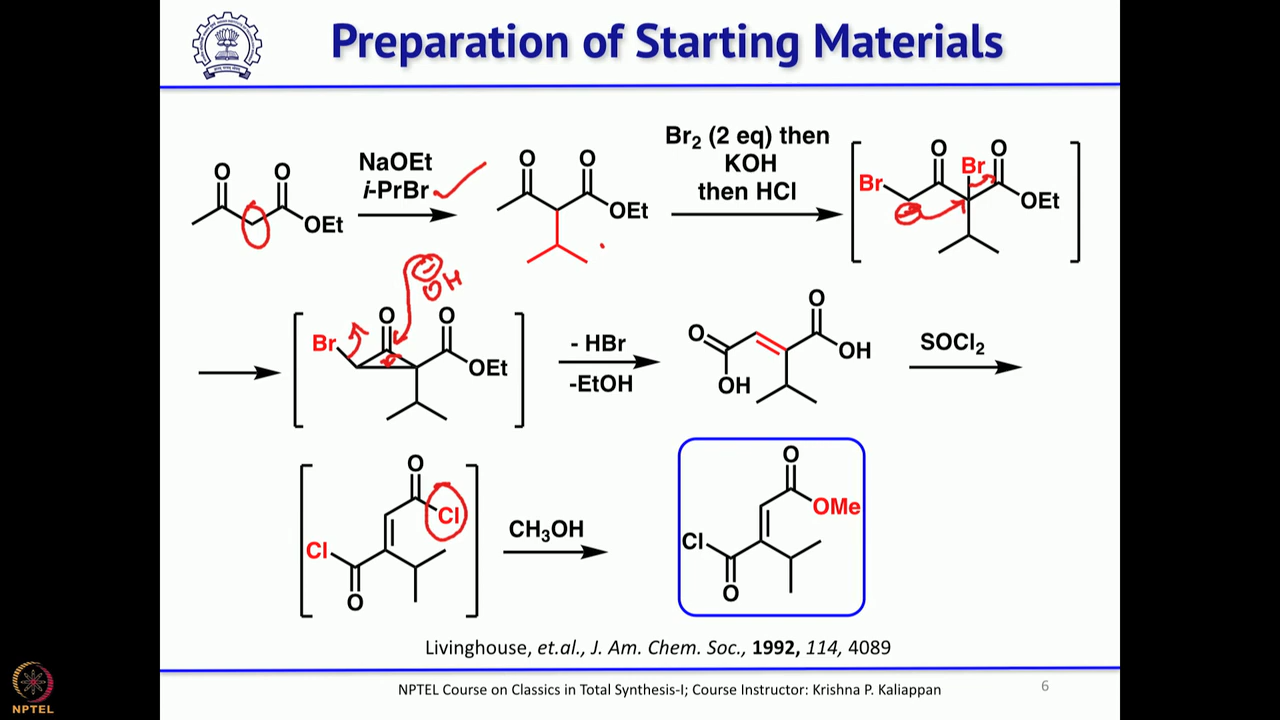 Preparation of Starting Materials
O O
OEt
NaOEt
i-PrBr
O O
OEt
Br₂ (2 eq) then
KOH
then HCl
Br O Br O
OEt
OH
Br O O
OEt
- HBr
-EtOH
O O
OH OH
SOCl₂
O
Cl
Cl
O
CH₃OH
O
OMe
Cl
O
Livinghouse, et.al., J. Am. Chem. Soc., 1992, 114, 4089
NPTEL
NPTEL Course on Classics in Total Synthesis-I; Course Instructor: Krishna P. Kaliappan
6